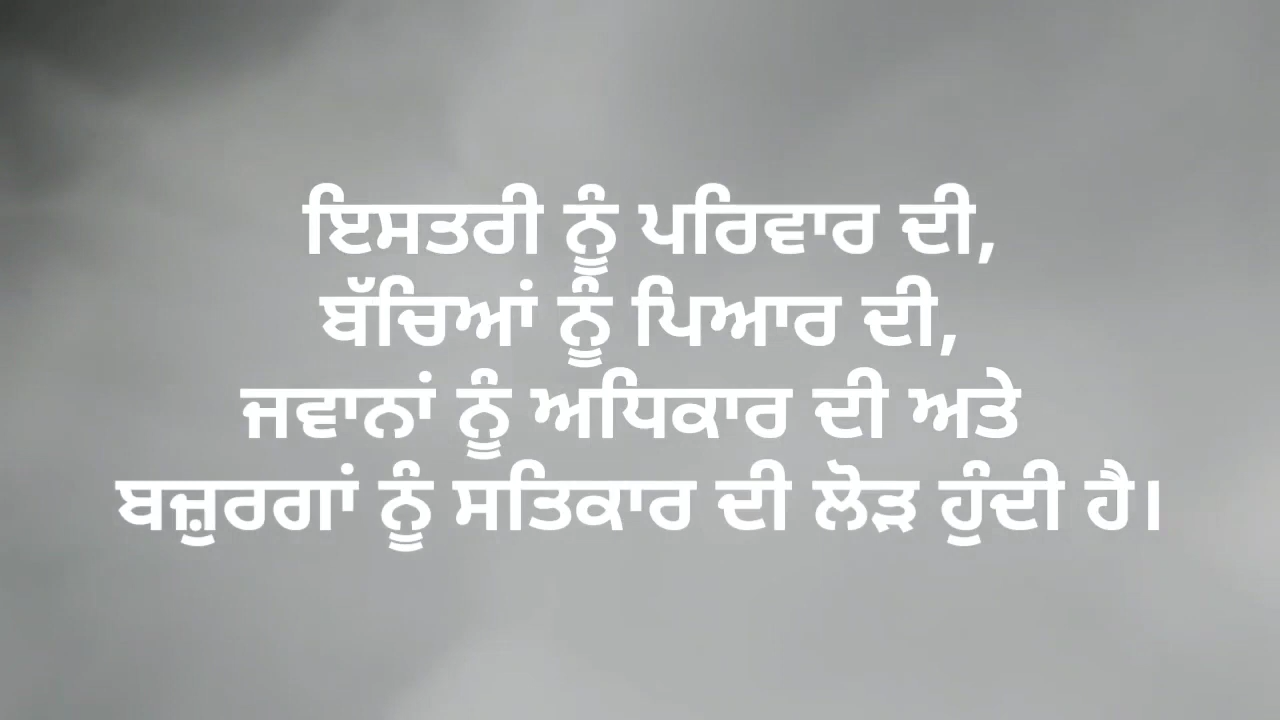 ਇਸਤਰੀ ਨੂੰ ਪਰਿਵਾਰ ਦੀ,
ਬੱਚਿਆਂ ਨੂੰ ਪਿਆਰ ਦੀ,
ਜਵਾਨਾਂ ਨੂੰ ਅਧਿਕਾਰ ਦੀ ਅਤੇ
ਬਜ਼ੁਰਗਾਂ ਨੂੰ ਸਤਿਕਾਰ ਦੀ ਲੋੜ ਹੁੰਦੀ ਹੈ।